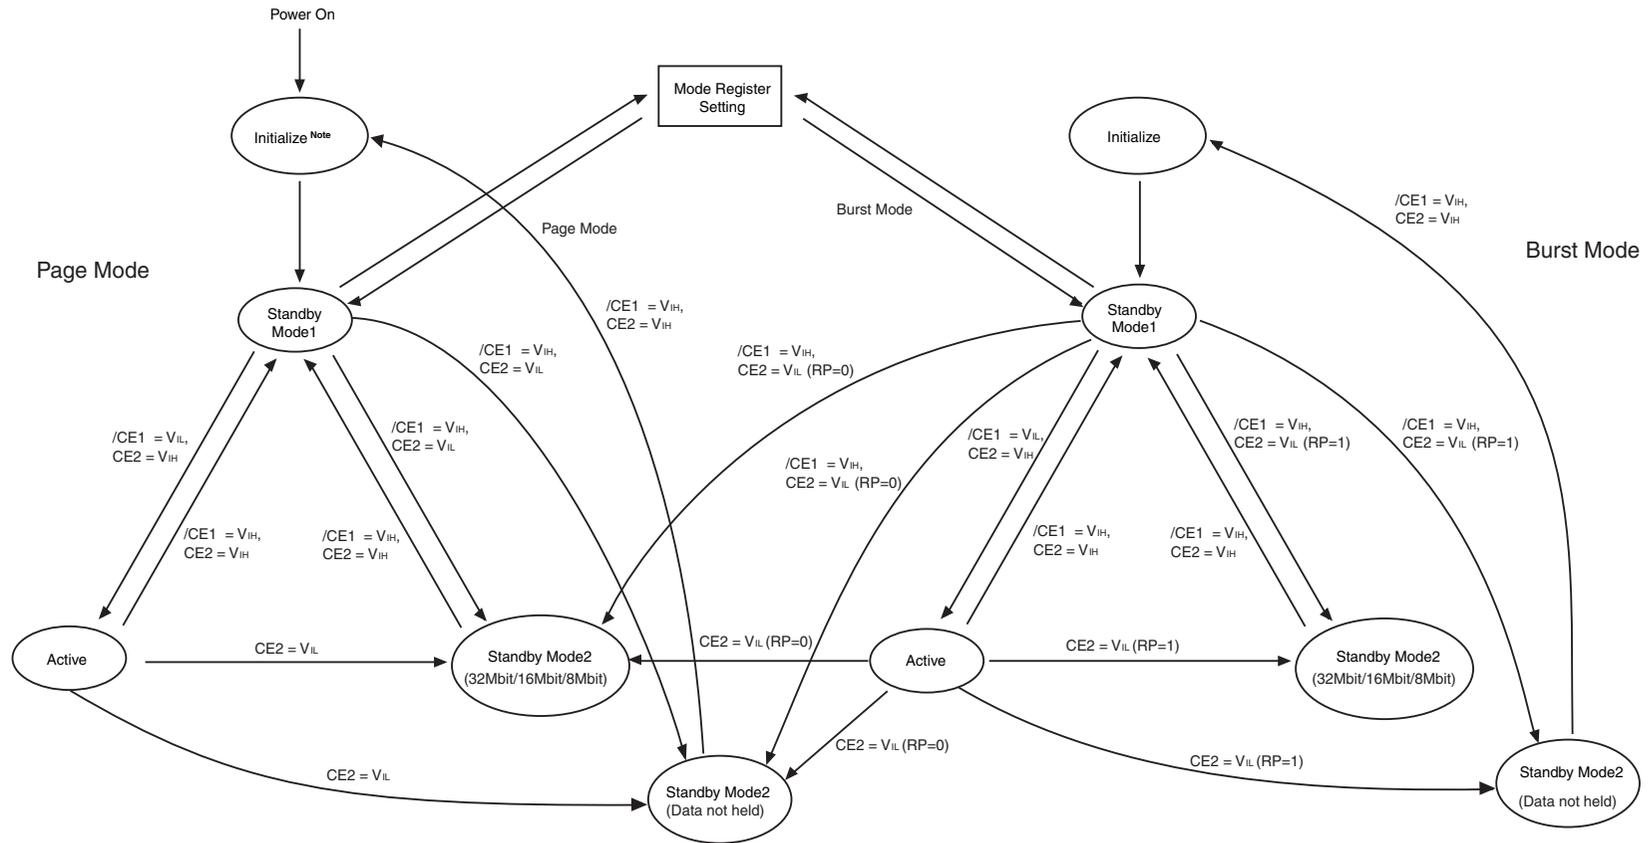 Power On
Mode Register
Setting
Initialize Note
Initialize
/CE1 = VIH,
CE2 = VIH
Page Mode
Burst Mode
Page Mode
Burst Mode
/CE1 = VIH,
CE2 = VIH
Standby
Mode1
Standby
Mode1
/CE1 = VIH,
CE2 = VIL
/CE1 = VIH,
CE2 = VIL (RP=0)
/CE1 = VIL,
CE2 = VIH
/CE1 = VIH,
CE2 = VIL
/CE1 = VIH,
CE2 = VIL (RP=0)
/CE1 = VIL,
CE2 = VIH
/CE1 = VIH,
CE2 = VIL (RP=1)
/CE1 = VIH,
CE2 = VIL (RP=1)
/CE1 = VIH,
CE2 = VIH
/CE1 = VIH,
CE2 = VIH
/CE1 = VIH,
CE2 = VIH
/CE1 = VIH,
CE2 = VIH
Active
CE2 = VIL
Standby Mode2
(32Mbit/16Mbit/8Mbit)
CE2 = VIL (RP=0)
Active
CE2 = VIL (RP=1)
Standby Mode2
(32Mbit/16Mbit/8Mbit)
CE2 = VIL
Standby Mode2
(Data not held)
CE2 = VIL (RP=0)
CE2 = VIL (RP=1)
Standby Mode2
(Data not held)